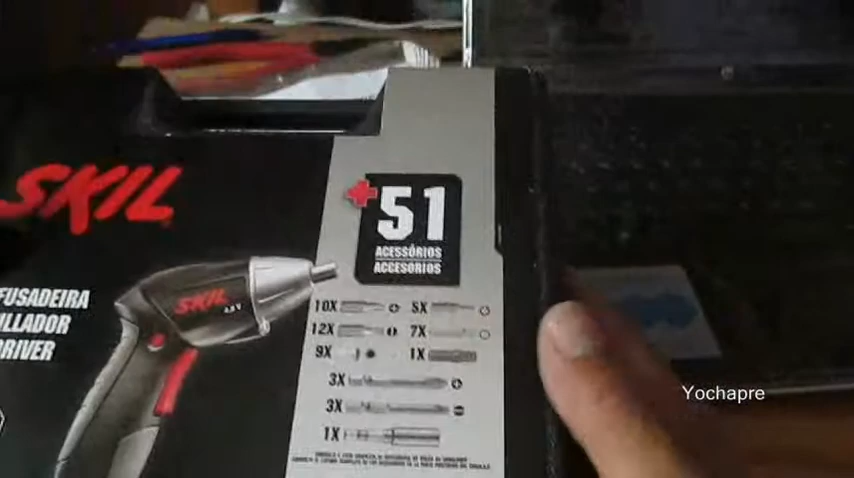 SKIL
+51
ACESSÓRIOS
ACCESORIOS
FUSADEIRA
ILLADOR
RIVER
SKIL
10X 5X
12X 7X
9X 1X
3X
3X
1X
Yochapre